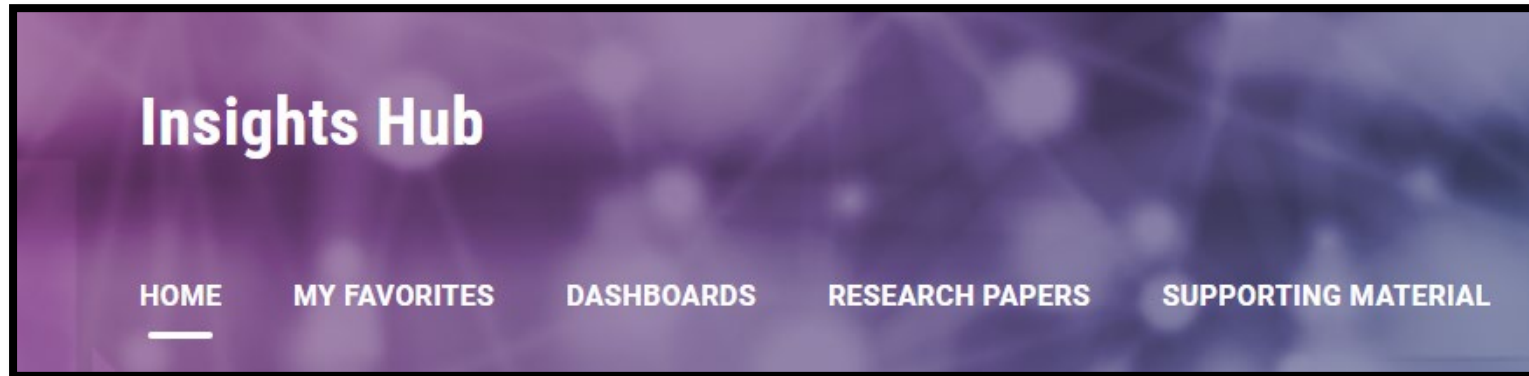 Insights Hub
HOME MY FAVORITES DASHBOARDS RESEARCH PAPERS SUPPORTING MATERIAL